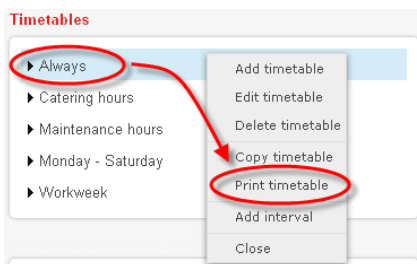 Timetables
Always
Catering hours
Maintenance hours
Monday - Saturday
Workweek
Add timetable
Edit timetable
Delete timetable
Copy timetable
Print timetable
Add interval
Close